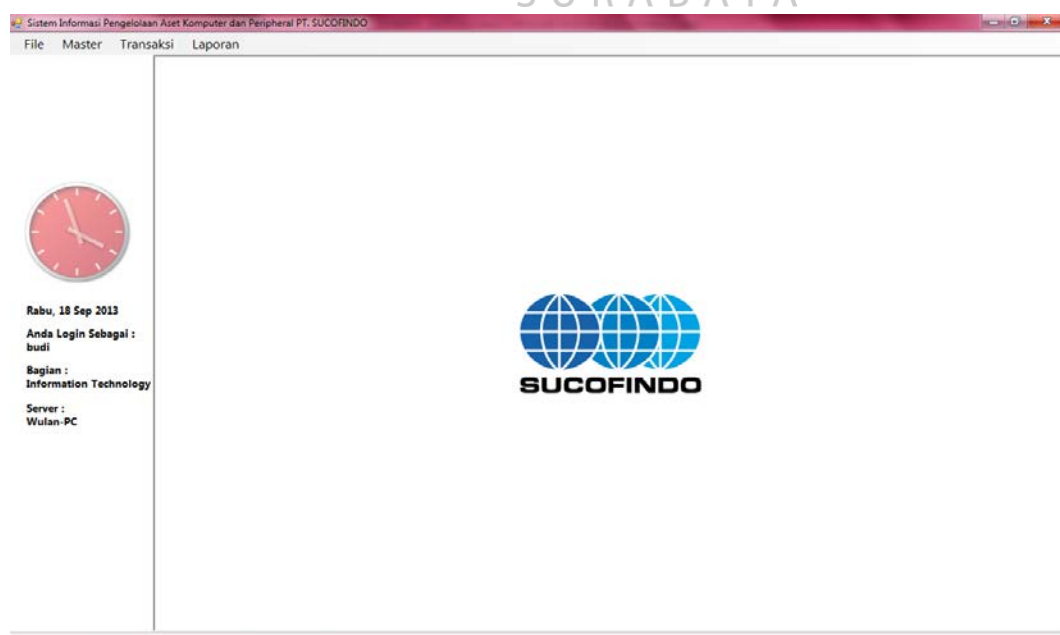 SURABAYA
Sistem Informasi Pengelolaan Aset Komputer dan Peripheral PT. SUCOFINDO
File Master Transaksi Laporan
Rabu, 18 Sep 2013
Anda Login Sebagai :
budi
Bagian :
Information Technology
Server :
Wulan-PC
SUCOFINDO